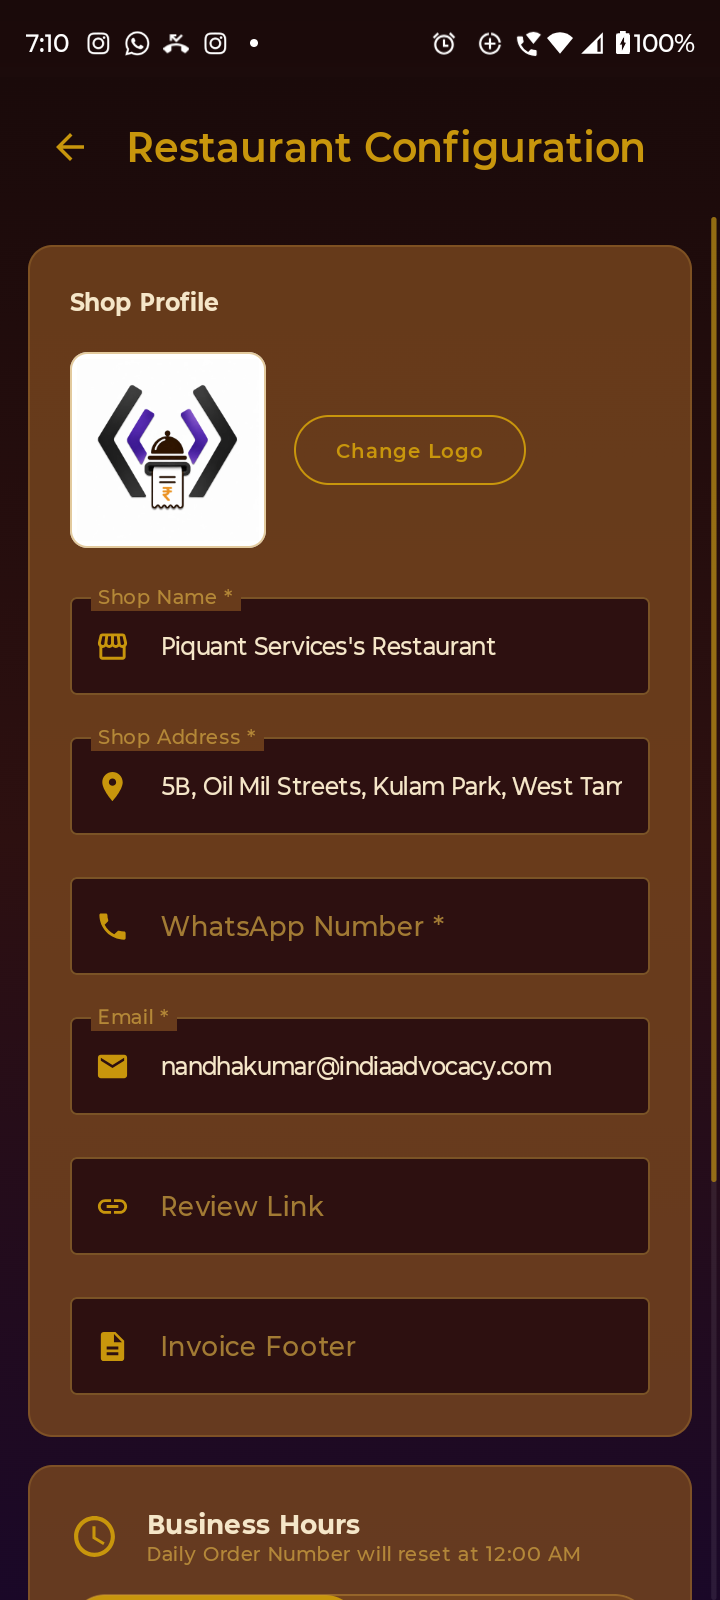 7:10
100%
Restaurant Configuration
Shop Profile
₹
Change Logo
Shop Name *
Piquant Services's Restaurant
Shop Address *
5B, Oil Mil Streets, Kulam Park, West Tam
WhatsApp Number *
Email *
nandhakumar@indiaadvocacy.com
Review Link
Invoice Footer
Business Hours
Daily Order Number will reset at 12:00 AM